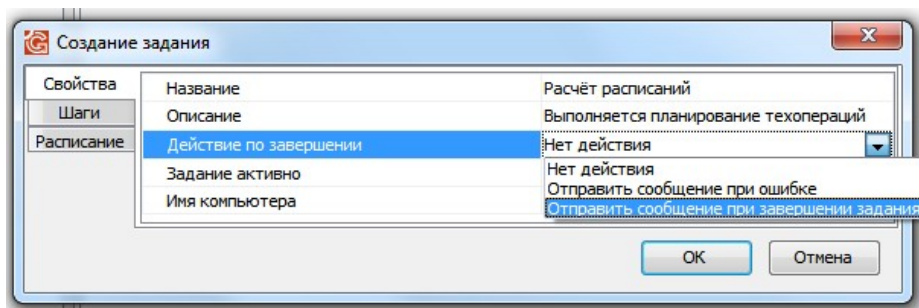 Создание задания
Свойства
Шаги
Расписание
Название Расчёт расписаний
Описание Выполняется планирование техопераций
Действие по завершении Нет действия
Задание активно
Имя компьютера
Нет действия
Отправить сообщение при ошибке
Отправить сообщение при завершении задания
ОК Отмена